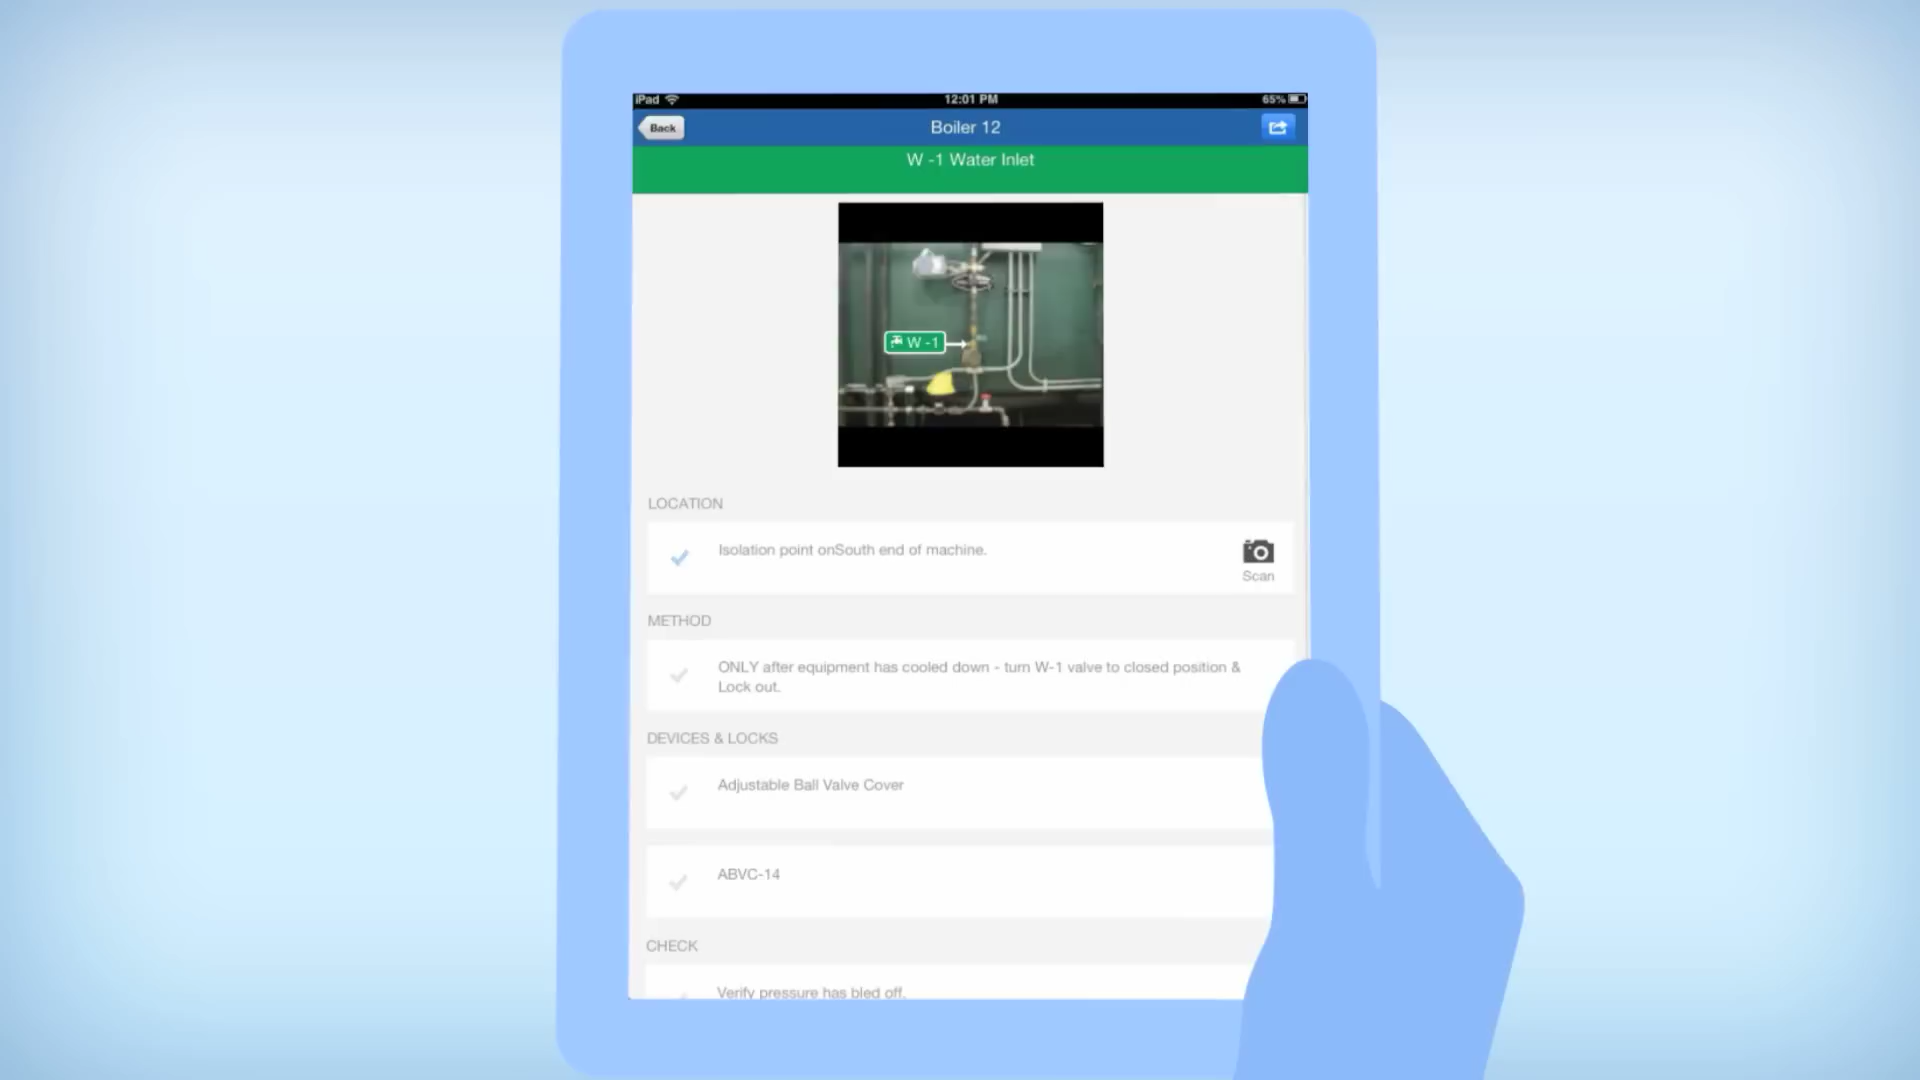 iPad 12:01 PM 65%
Back Boiler 12
W -1 Water Inlet
W -1
LOCATION
Isolation point onSouth end of machine.
Scan
METHOD
ONLY after equipment has cooled down - turn W-1 valve to closed position &
Lock out.
DEVICES & LOCKS
Adjustable Ball Valve Cover
ABVC-14
CHECK
Verify pressure has bled off.